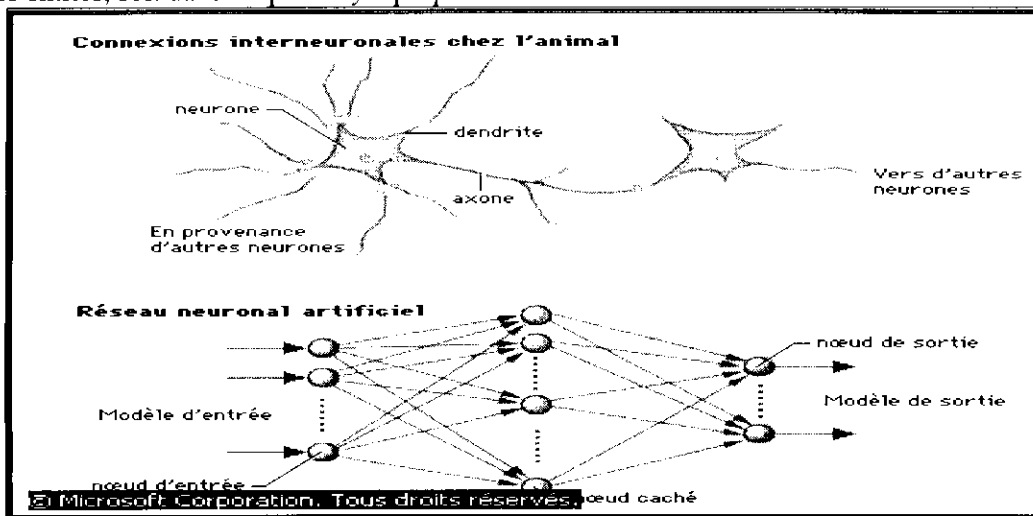 Connexions interneuronales chez l'animal
neurone
dendrite
axone
Vers d'autres
neurones
En provenance
d'autres neurones
Réseau neuronal artificiel
nœud de sortie
Modèle d'entrée
Modèle de sortie
nœud d'entrée
nœud caché
© Microsoft Corporation. Tous droits réservés.